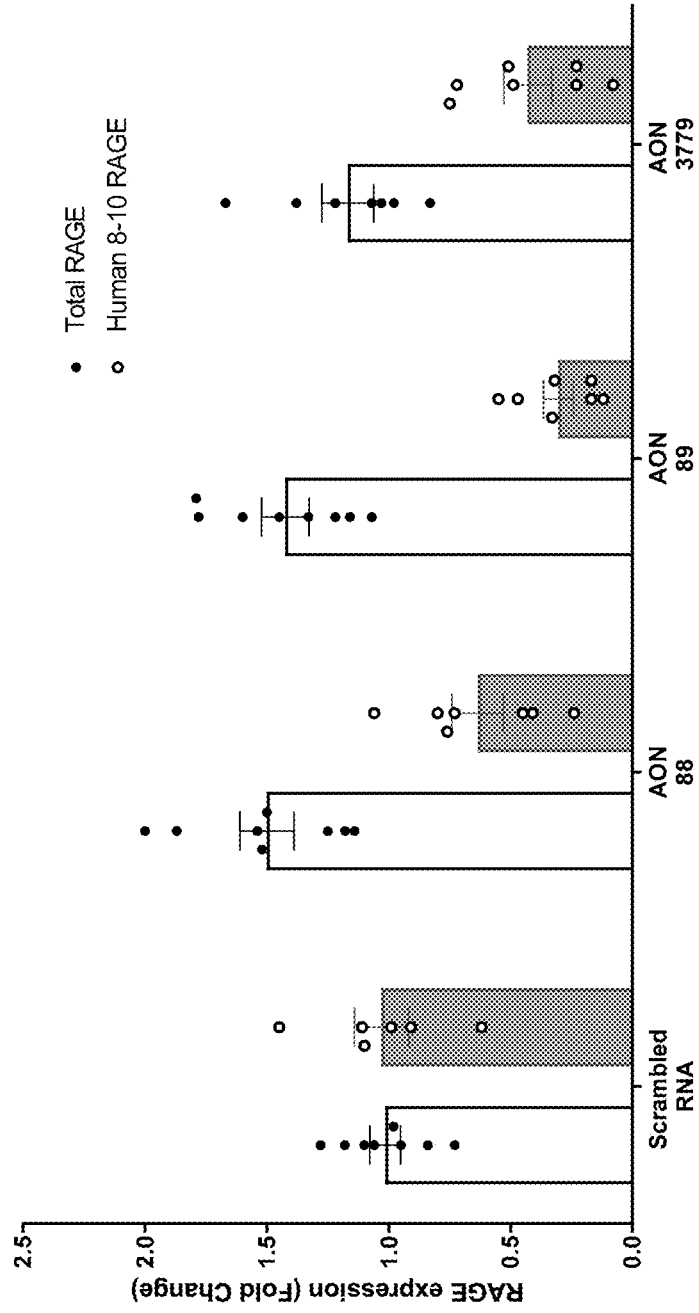 RAGE expression (Fold Change)
2.5
2.0
1.5
1.0
0.5
0.0
Total RAGE
Human 8-10 RAGE
Scrambled
RNA
AON
88
AON
89
AON
3779